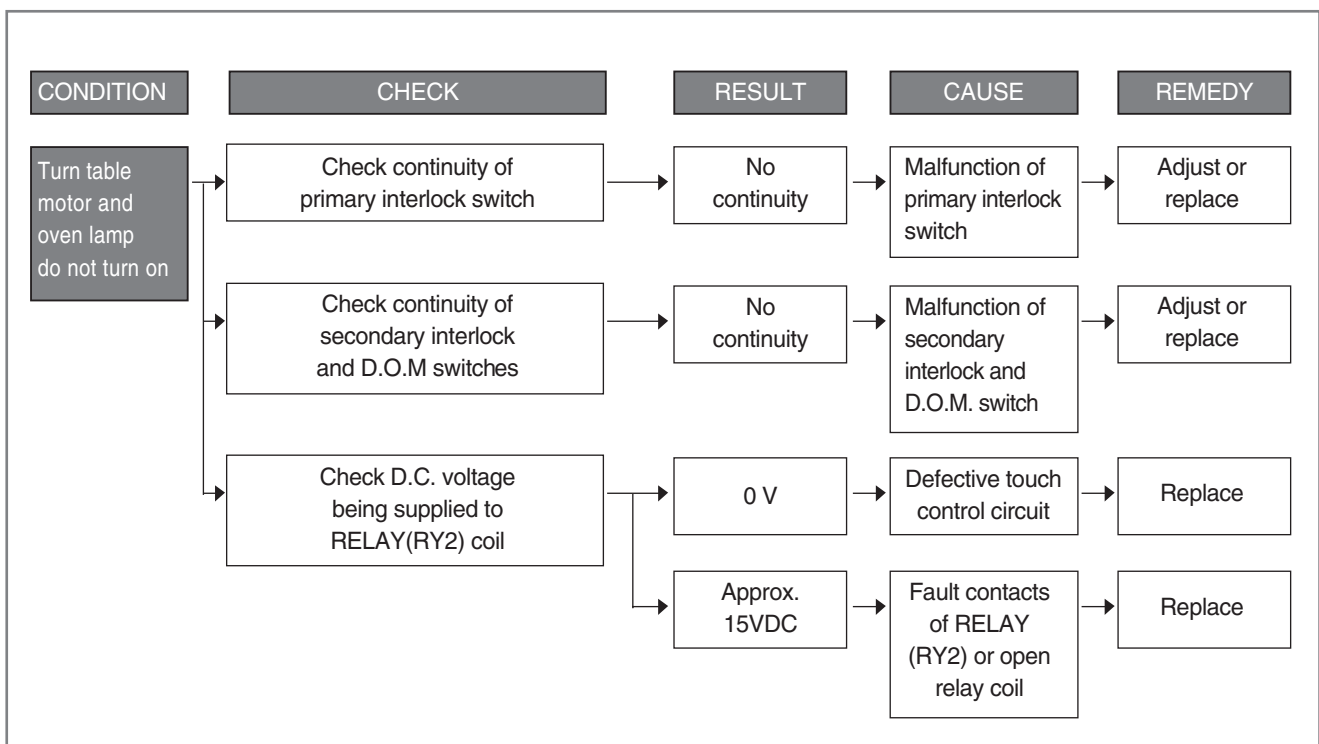 CONDITION
CHECK
RESULT
CAUSE
REMEDY
Turn table
motor and
oven lamp
do not turn on
Check continuity of
primary interlock switch
No
continuity
Malfunction of
primary interlock
switch
Adjust or
replace
Check continuity of
secondary interlock
and D.O.M switches
No
continuity
Malfunction of
secondary
interlock and
D.O.M. switch
Adjust or
replace
Check D.C. voltage
being supplied to
RELAY(RY2) coil
0 V
Defective touch
control circuit
Replace
Approx.
15VDC
Fault contacts
of RELAY
(RY2) or open
relay coil
Replace